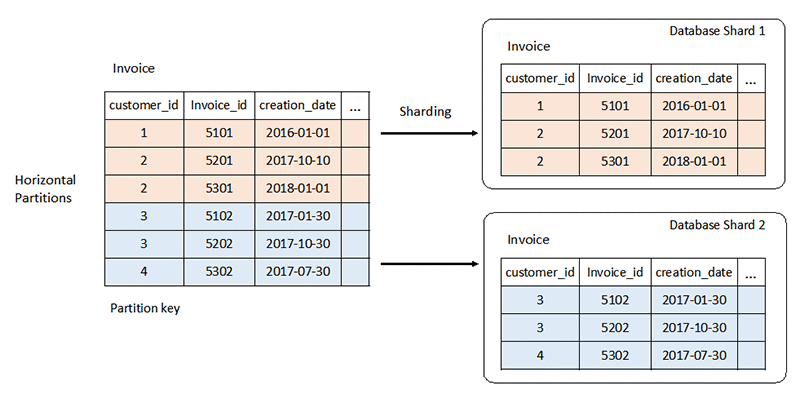 Invoice
customer_id Invoice_id creation_date ...
1 5101 2016-01-01
2 5201 2017-10-10
2 5301 2018-01-01
3 5102 2017-01-30
3 5202 2017-10-30
4 5302 2017-07-30
Horizontal
Partitions
Partition key
Sharding
Database Shard 1
Invoice
customer_id Invoice_id creation_date ...
1 5101 2016-01-01
2 5201 2017-10-10
2 5301 2018-01-01
Database Shard 2
Invoice
customer_id Invoice_id creation_date ...
3 5102 2017-01-30
3 5202 2017-10-30
4 5302 2017-07-30